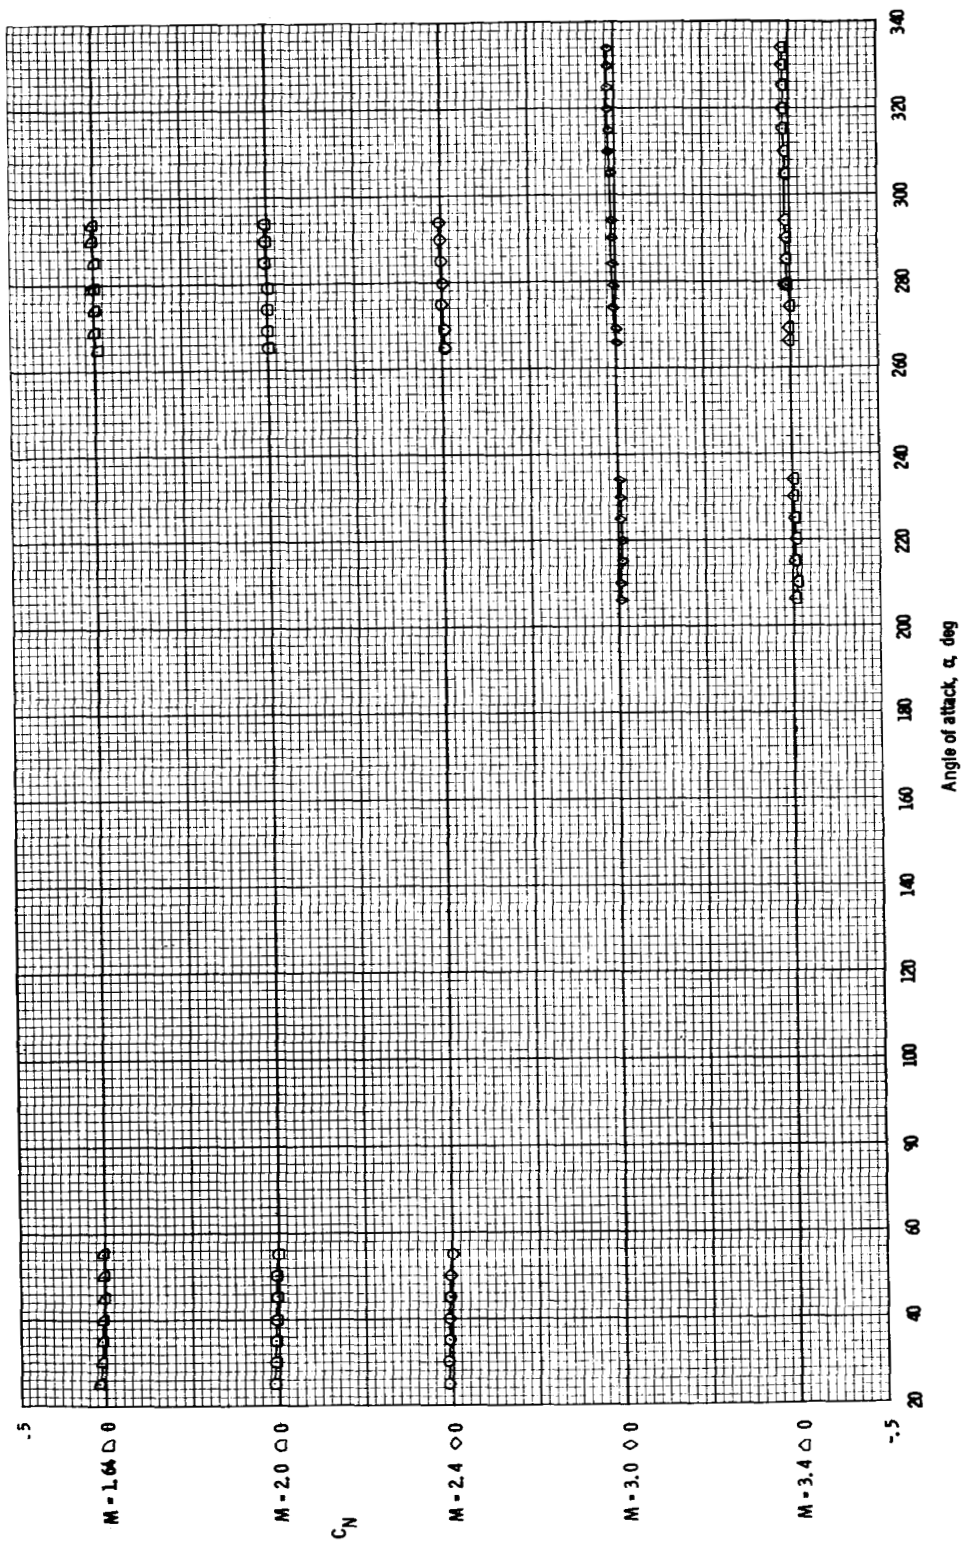 .5
M = 1.64 0
M = 2.0 0
C_N
M = 2.4 0
M = 3.0 0
M = 3.4 0
-.5
20 40 60 90 100 120 140 160 180 200 220 240 260 280 300 320 340
Angle of attack, α, deg